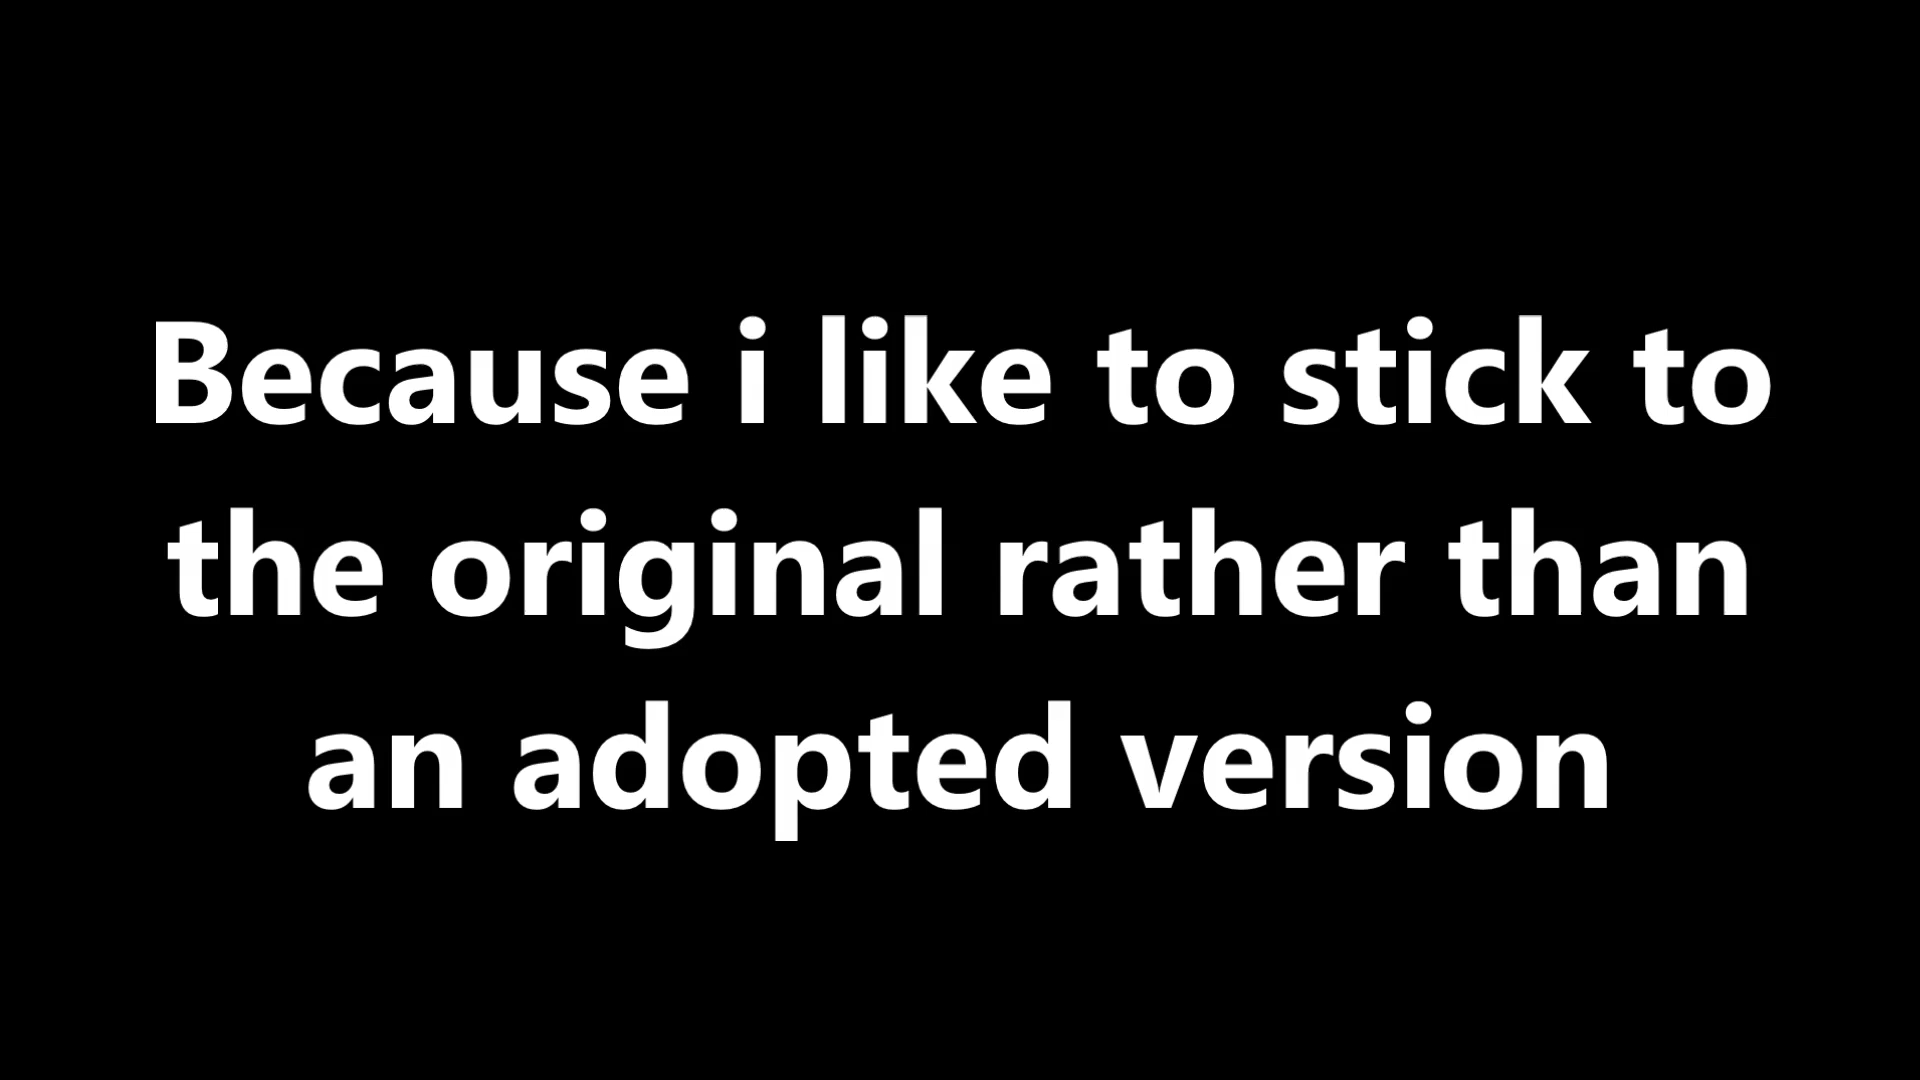 Because i like to stick to
the original rather than
an adopted version